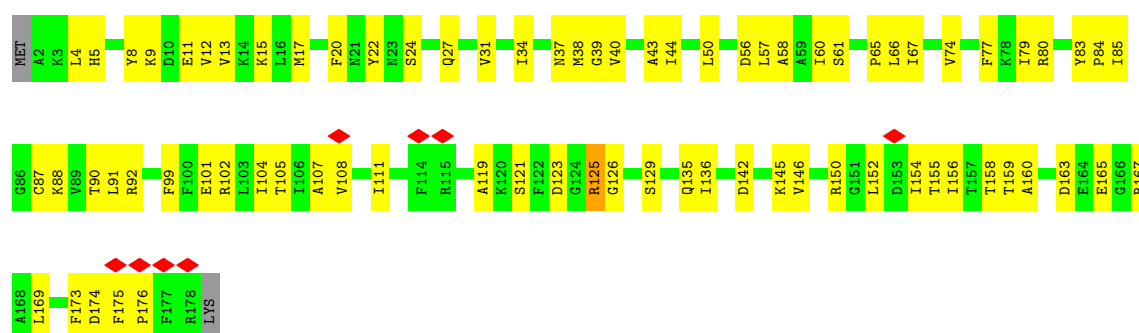 MET A2 K3 L4 H5 Y8 K9 D10 E11 V12 V13 K14 K15 L16 M17 F20 N21 Y22 N23 S24 Q27 V31 I34 N37 M38 G39 V40 A43 I44 L50 D56 L57 A58 A59 I60 S61 P65 L66 I67 V74 F77 K78 I79 R80 Y83 P84 I85
G86 C87 K88 V89 T90 L91 R92 F99 F100 E101 R102 L103 I104 T105 I106 A107 V108 I111 F114 R115 A119 K120 S121 F122 D123 G124 R125 G126 S129 Q135 I136 D142 K145 V146 R150 G151 L152 D153 I154 T155 I156 T157 T158 T159 A160 D163 E164 E165 G166 R167
A168 L169 F173 D174 F175 P176 F177 R178 LYS